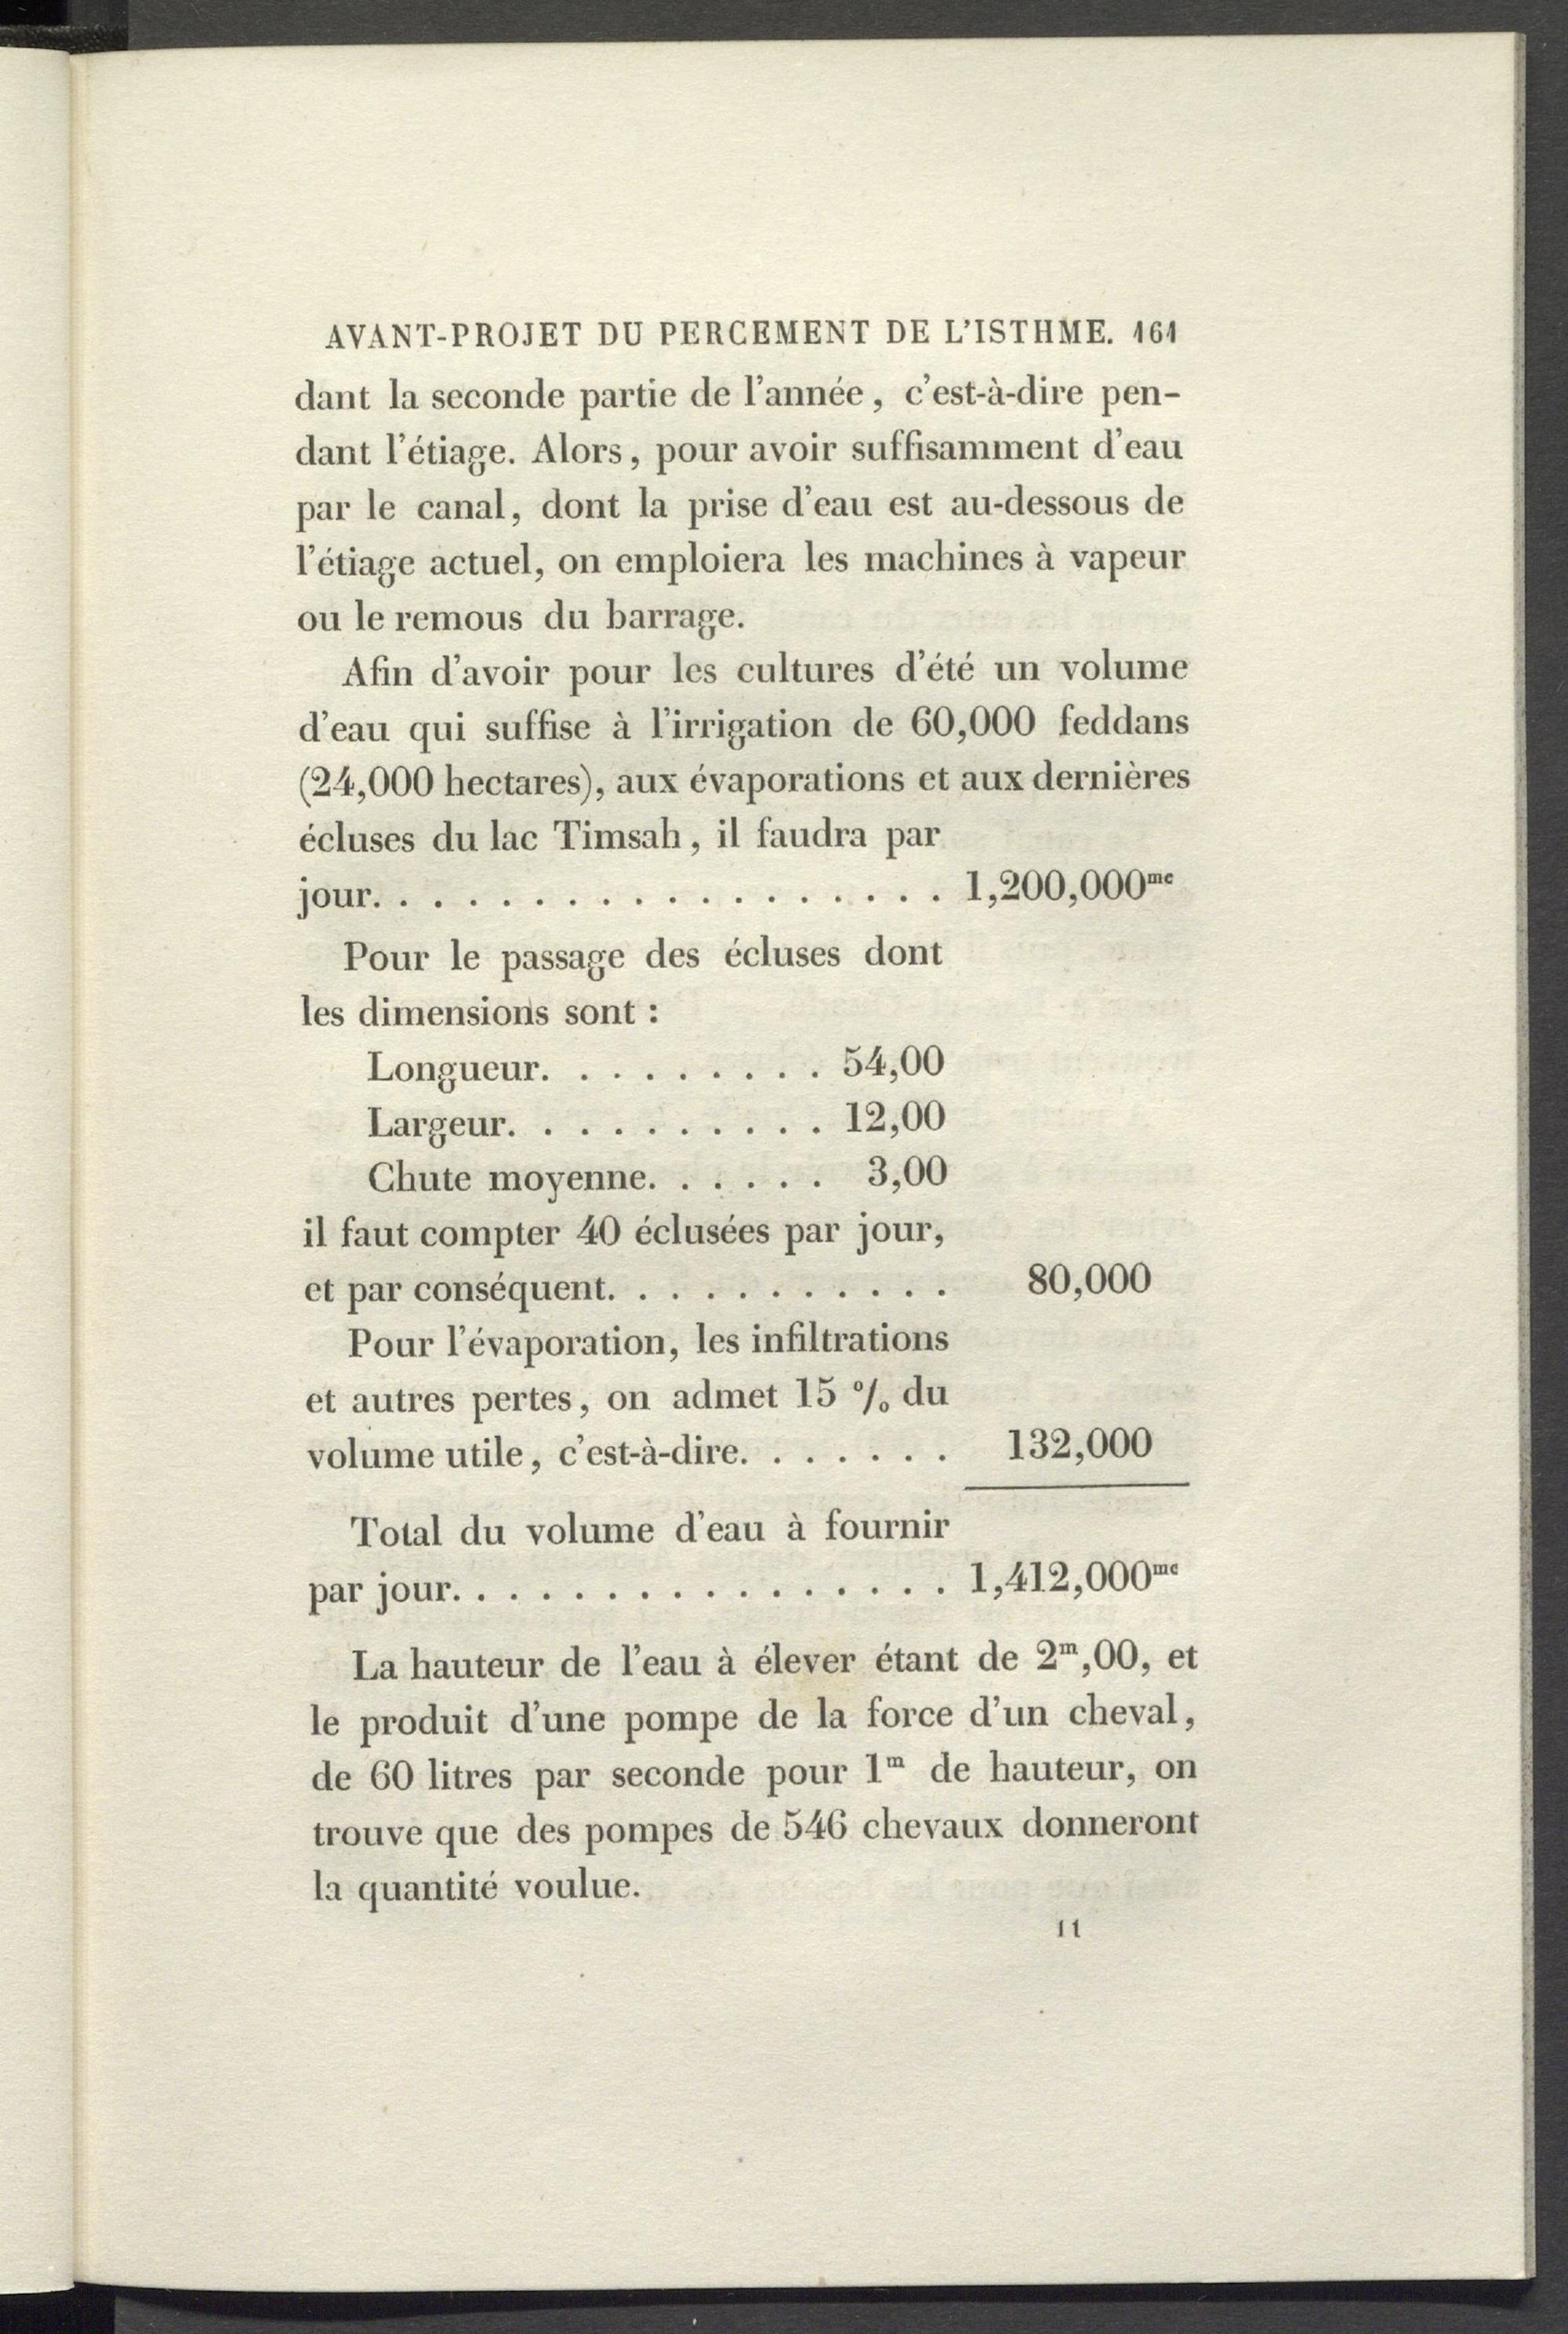 AVANT-PROJET DU PERCEMENT DE L'ISTHME. 161
dant la seconde partie de l'année, c'est-à-dire pen-
dant l'étiage. Alors, pour avoir suffisamment d'eau
par le canal, dont la prise d'eau est au-dessous de
l'étiage actuel, on emploiera les machines à vapeur
ou le remous du barrage.
Afin d'avoir pour les cultures d'été un volume
d'eau qui suffise à l'irrigation de 60,000 feddans
(24,000 hectares), aux évaporations et aux dernières
écluses du lac Timsah, il faudra par
jour. . . . . . . . . . . . . . . . . . 1,200,000mc
Pour le passage des écluses dont
les dimensions sont :
Longueur. . . . . . . . . 54,00
Largeur. . . . . . . . . . 12,00
Chute moyenne. . . . . . 3,00
il faut compter 40 éclusées par jour,
et par conséquent. . . . . . . . . . . 80,000
Pour l'évaporation, les infiltrations
et autres pertes, on admet 15 % du
volume utile, c'est-à-dire. . . . . . . 132,000
Total du volume d'eau à fournir
par jour. . . . . . . . . . . . . . . . 1,412,000mc
La hauteur de l'eau à élever étant de 2m,00, et
le produit d'une pompe de la force d'un cheval,
de 60 litres par seconde pour 1m de hauteur, on
trouve que des pompes de 546 chevaux donneront
la quantité voulue.
11